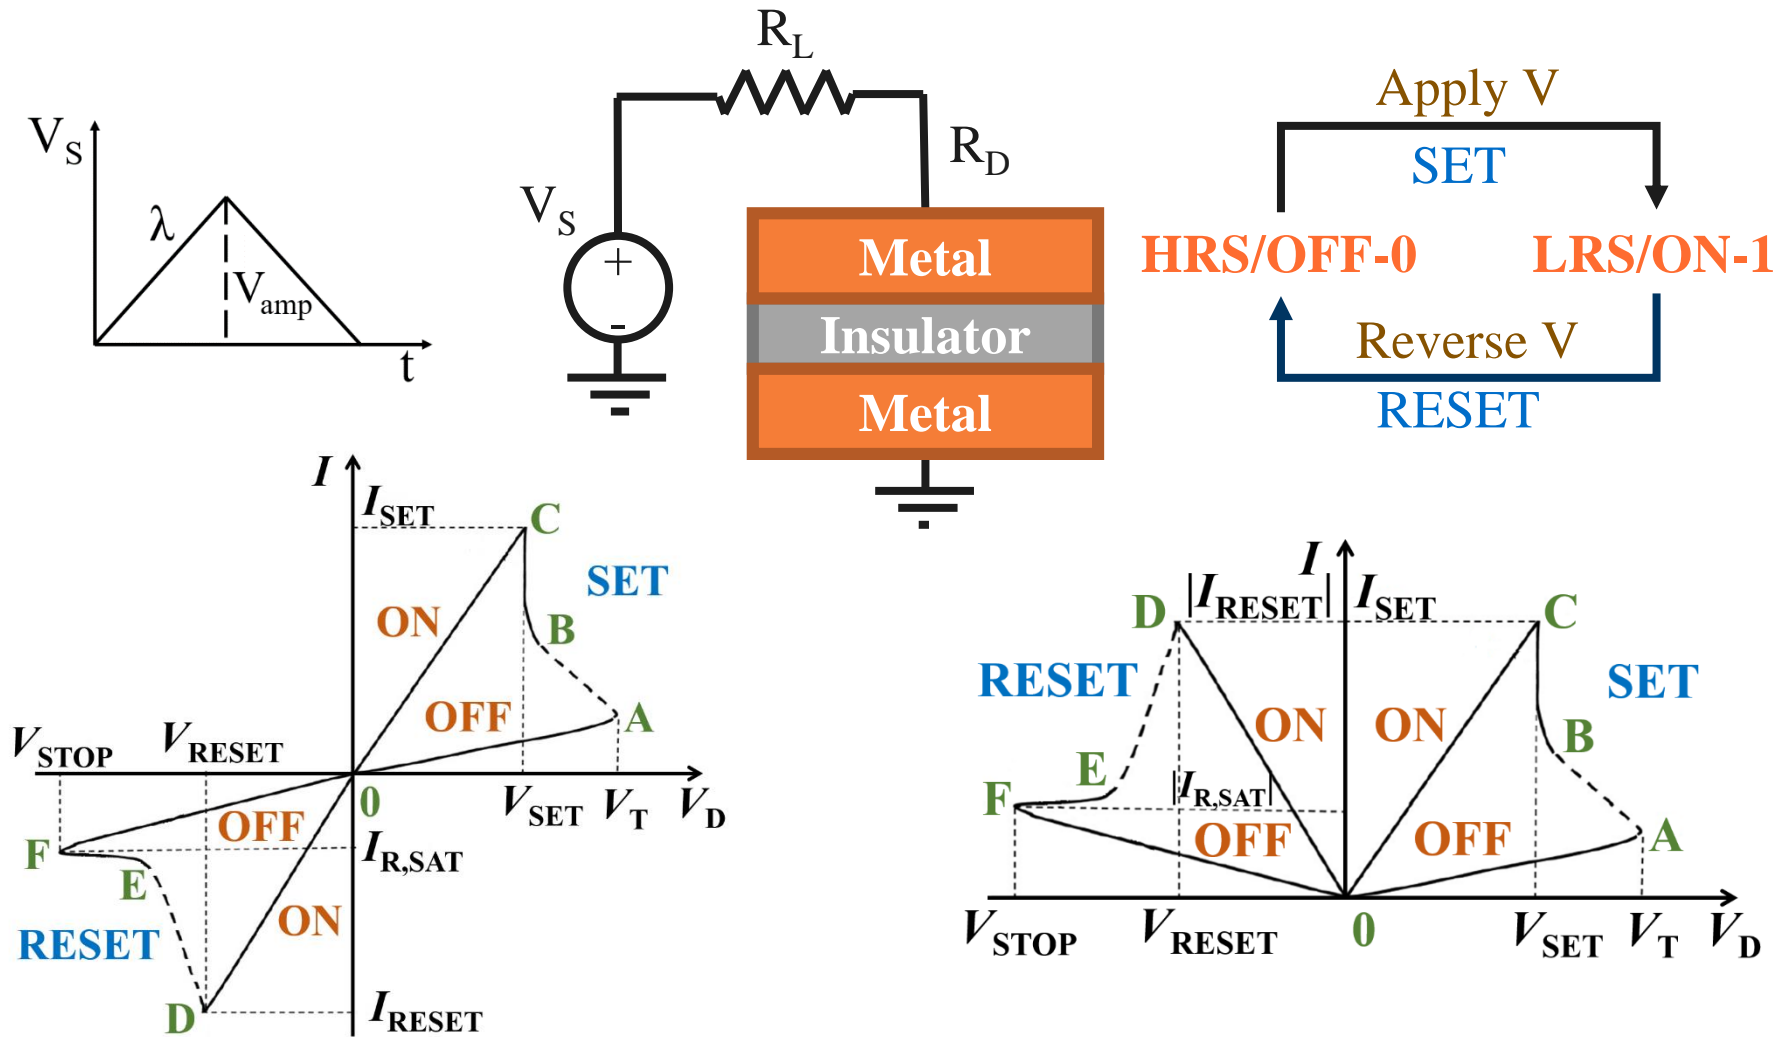 V_S
λ
V_amp
t
R_L
R_D
V_S
+
-
Metal
Insulator
Metal
Apply V
SET
HRS/OFF-0
LRS/ON-1
Reverse V
RESET
I
I_SET
C
SET
ON
B
OFF
A
V_STOP
V_RESET
0
V_SET
V_T
V_D
OFF
F
I_R,SAT
E
ON
RESET
D
I_RESET
I
D
|I_RESET|
I_SET
C
RESET
SET
ON
ON
B
E
F
|I_R,SAT|
OFF
OFF
A
V_STOP
V_RESET
0
V_SET
V_T
V_D